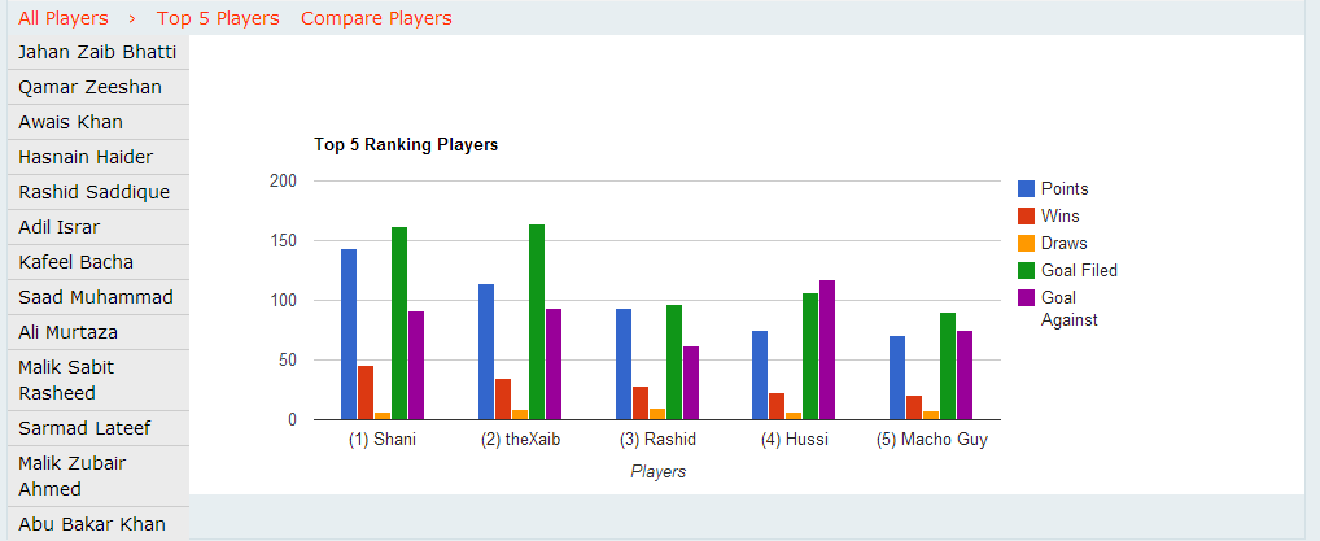 All Players › Top 5 Players Compare Players
Jahan Zaib Bhatti
Qamar Zeeshan
Awais Khan
Hasnain Haider
Rashid Saddique
Adil Israr
Kafeel Bacha
Saad Muhammad
Ali Murtaza
Malik Sabit
Rasheed
Sarmad Lateef
Malik Zubair
Ahmed
Abu Bakar Khan
Top 5 Ranking Players
200
150
100
50
0
(1) Shani (2) theXaib (3) Rashid (4) Hussi (5) Macho Guy
Players
Points
Wins
Draws
Goal Filed
Goal
Against